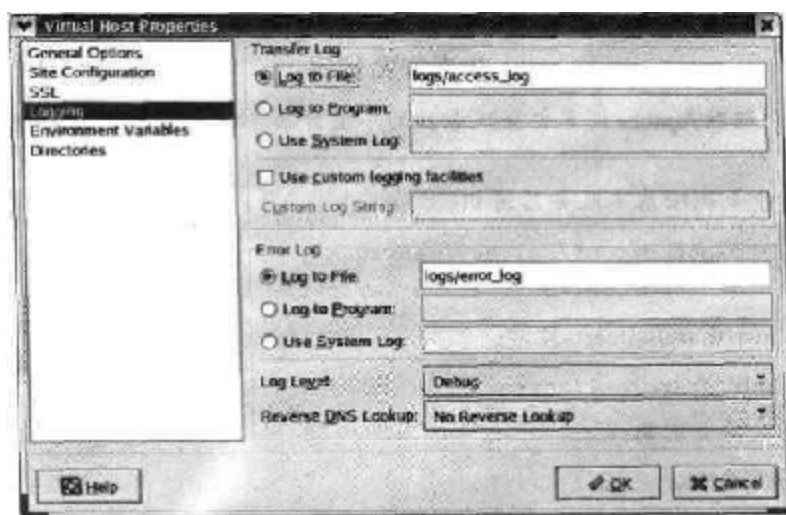 Virtual Host Properties
General Options
Site Configuration
SSL
Logging
Environment Variables
Directories
Transfer Log
Log to File:
logs/access_log
Log to Program:
Use System Log:
Use custom logging facilities
Custom Log String:
Error Log
Log to File
logs/error_log
Log to Program:
Use System Log:
Log Level:
Debug
Reverse DNS Lookup:
No Reverse Lookup
Help
OK
Cancel